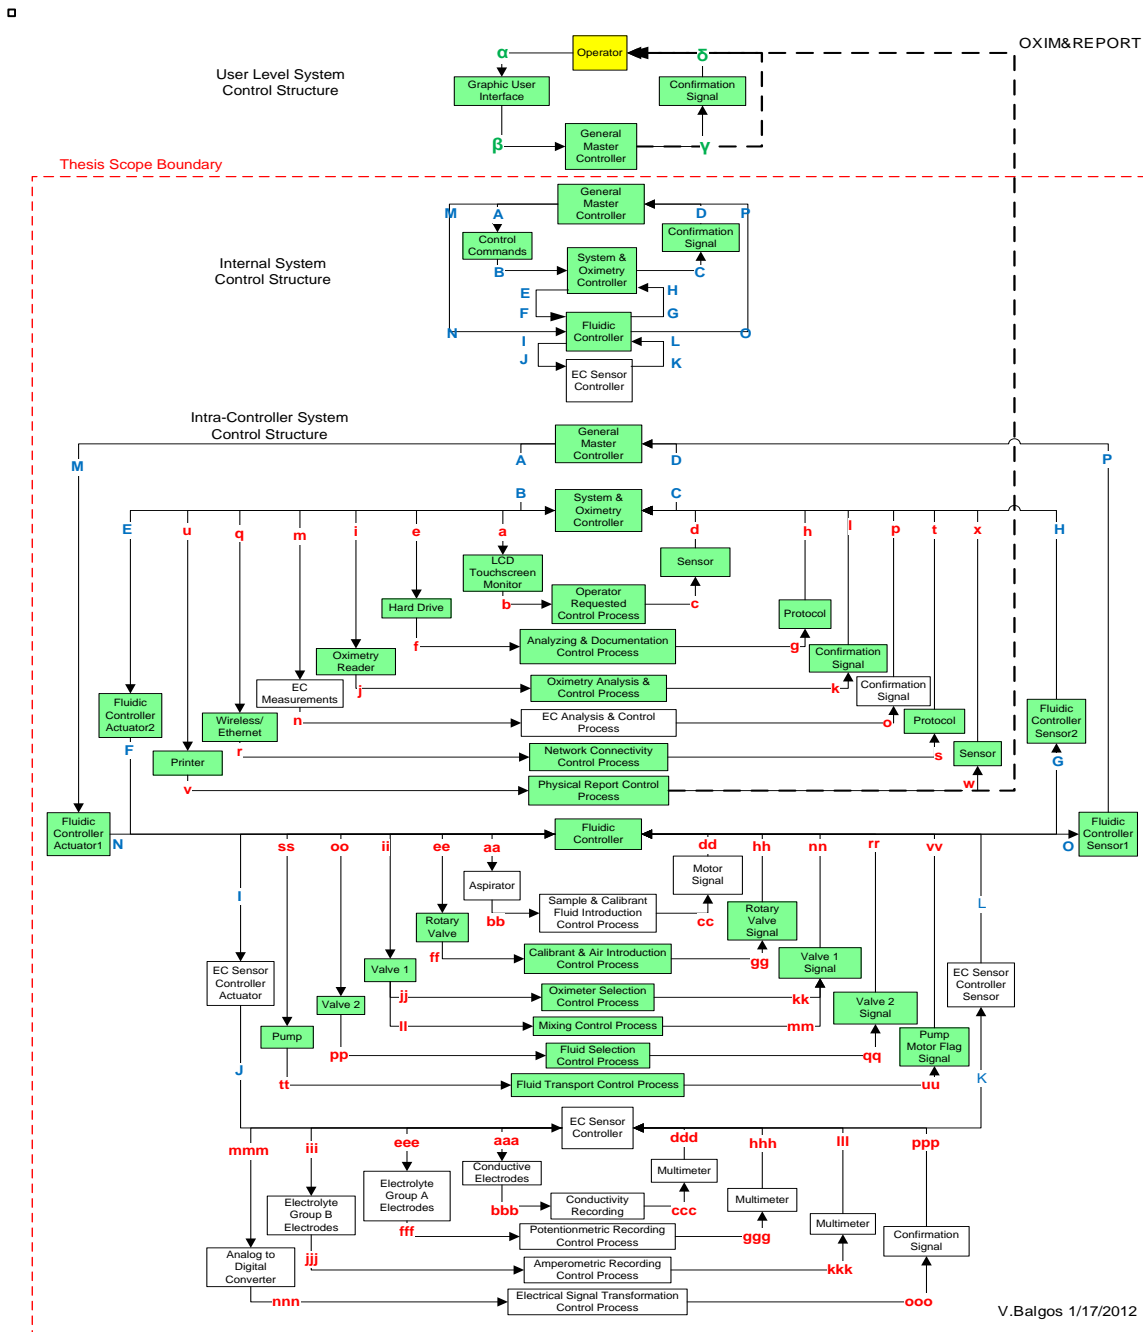 OXIM&REPORT
α
Operator
δ
User Level System
Control Structure
Graphic User
Interface
Confirmation
Signal
β
General
Master
Controller
γ
Thesis Scope Boundary
General
Master
Controller
M
A
D
P
Control
Commands
Confirmation
Signal
Internal System
Control Structure
B
System &
Oximetry
Controller
C
E
H
F
G
N
Fluidic
Controller
O
I
L
J
K
EC Sensor
Controller
Intra-Controller System
Control Structure
General
Master
Controller
M
A
D
P
B
C
System &
Oximetry
Controller
E
u
q
m
i
e
a
d
h
l
p
t
x
H
LCD
Touchscreen
Monitor
Sensor
b
Operator
Requested
Control Process
c
Hard Drive
Protocol
f
Analyzing & Documentation
Control Process
g
Oximetry
Reader
Confirmation
Signal
j
Oximetry Analysis &
Control Process
k
EC
Measurements
Confirmation
Signal
n
EC Analysis & Control
Process
o
Fluidic
Controller
Actuator2
Fluidic
Controller
Sensor2
Wireless/
Ethernet
Protocol
F
r
Network Connectivity
Control Process
s
G
Printer
Sensor
v
Physical Report Control
Process
w
Fluidic
Controller
Actuator1
N
Fluidic
Controller
O
Fluidic
Controller
Sensor1
ss
oo
ii
ee
aa
dd
hh
nn
rr
vv
Aspirator
Motor
Signal
I
L
bb
Sample & Calibrant
Fluid Introduction
Control Process
cc
Rotary
Valve
Rotary
Valve
Signal
ff
Calibrant & Air Introduction
Control Process
gg
Valve 1
Valve 1
Signal
EC Sensor
Controller
Actuator
EC Sensor
Controller
Sensor
jj
Oximeter Selection
Control Process
kk
Valve 2
Valve 2
Signal
ll
Mixing Control Process
mm
Pump
Pump
Motor Flag
Signal
pp
Fluid Selection
Control Process
qq
J
tt
Fluid Transport Control Process
uu
K
EC Sensor
Controller
mmm
iii
eee
aaa
ddd
hhh
lll
ppp
Conductive
Electrodes
Multimeter
Electrolyte
Group A
Electrodes
Multimeter
bbb
Conductivity
Recording
ccc
Electrolyte
Group B
Electrodes
Multimeter
fff
Potentionmetric Recording
Control Process
ggg
Analog to
Digital
Converter
Confirmation
Signal
jjj
Amperometric Recording
Control Process
kkk
nnn
Electrical Signal Transformation
Control Process
ooo
V.Balgos 1/17/2012